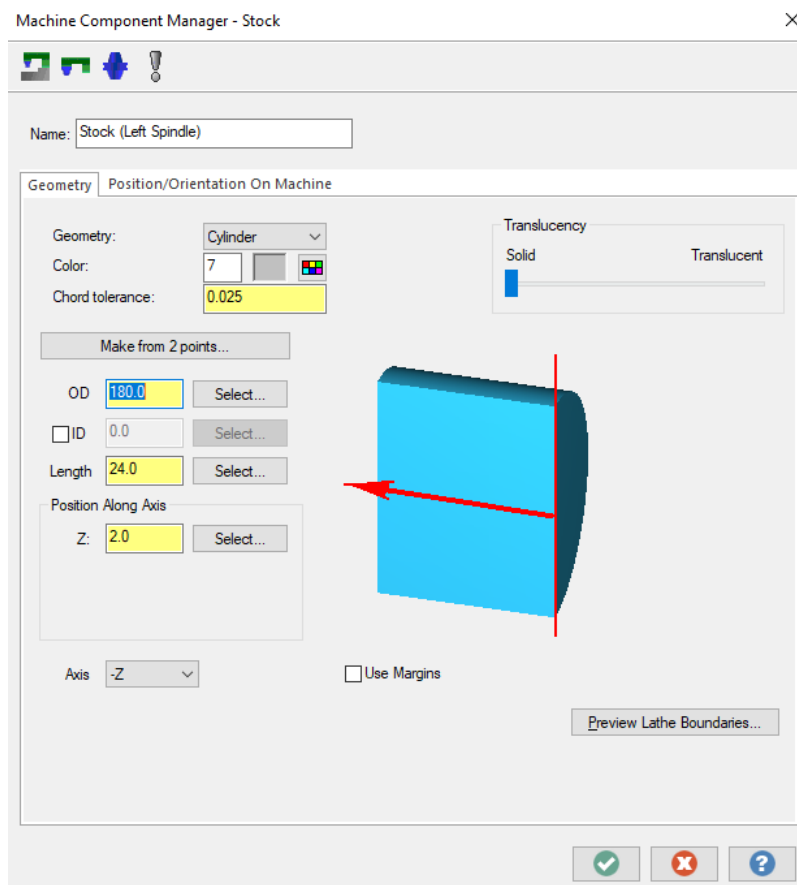 Machine Component Manager - Stock
Name: Stock (Left Spindle)
Geometry Position/Orientation On Machine
Geometry: Cylinder
Color: 7
Chord tolerance: 0.025
Translucency
Solid Translucent
Make from 2 points...
OD 180.0 Select...
ID 0.0 Select...
Length 24.0 Select...
Position Along Axis
Z: 2.0 Select...
Axis -Z
Use Margins
Preview Lathe Boundaries...